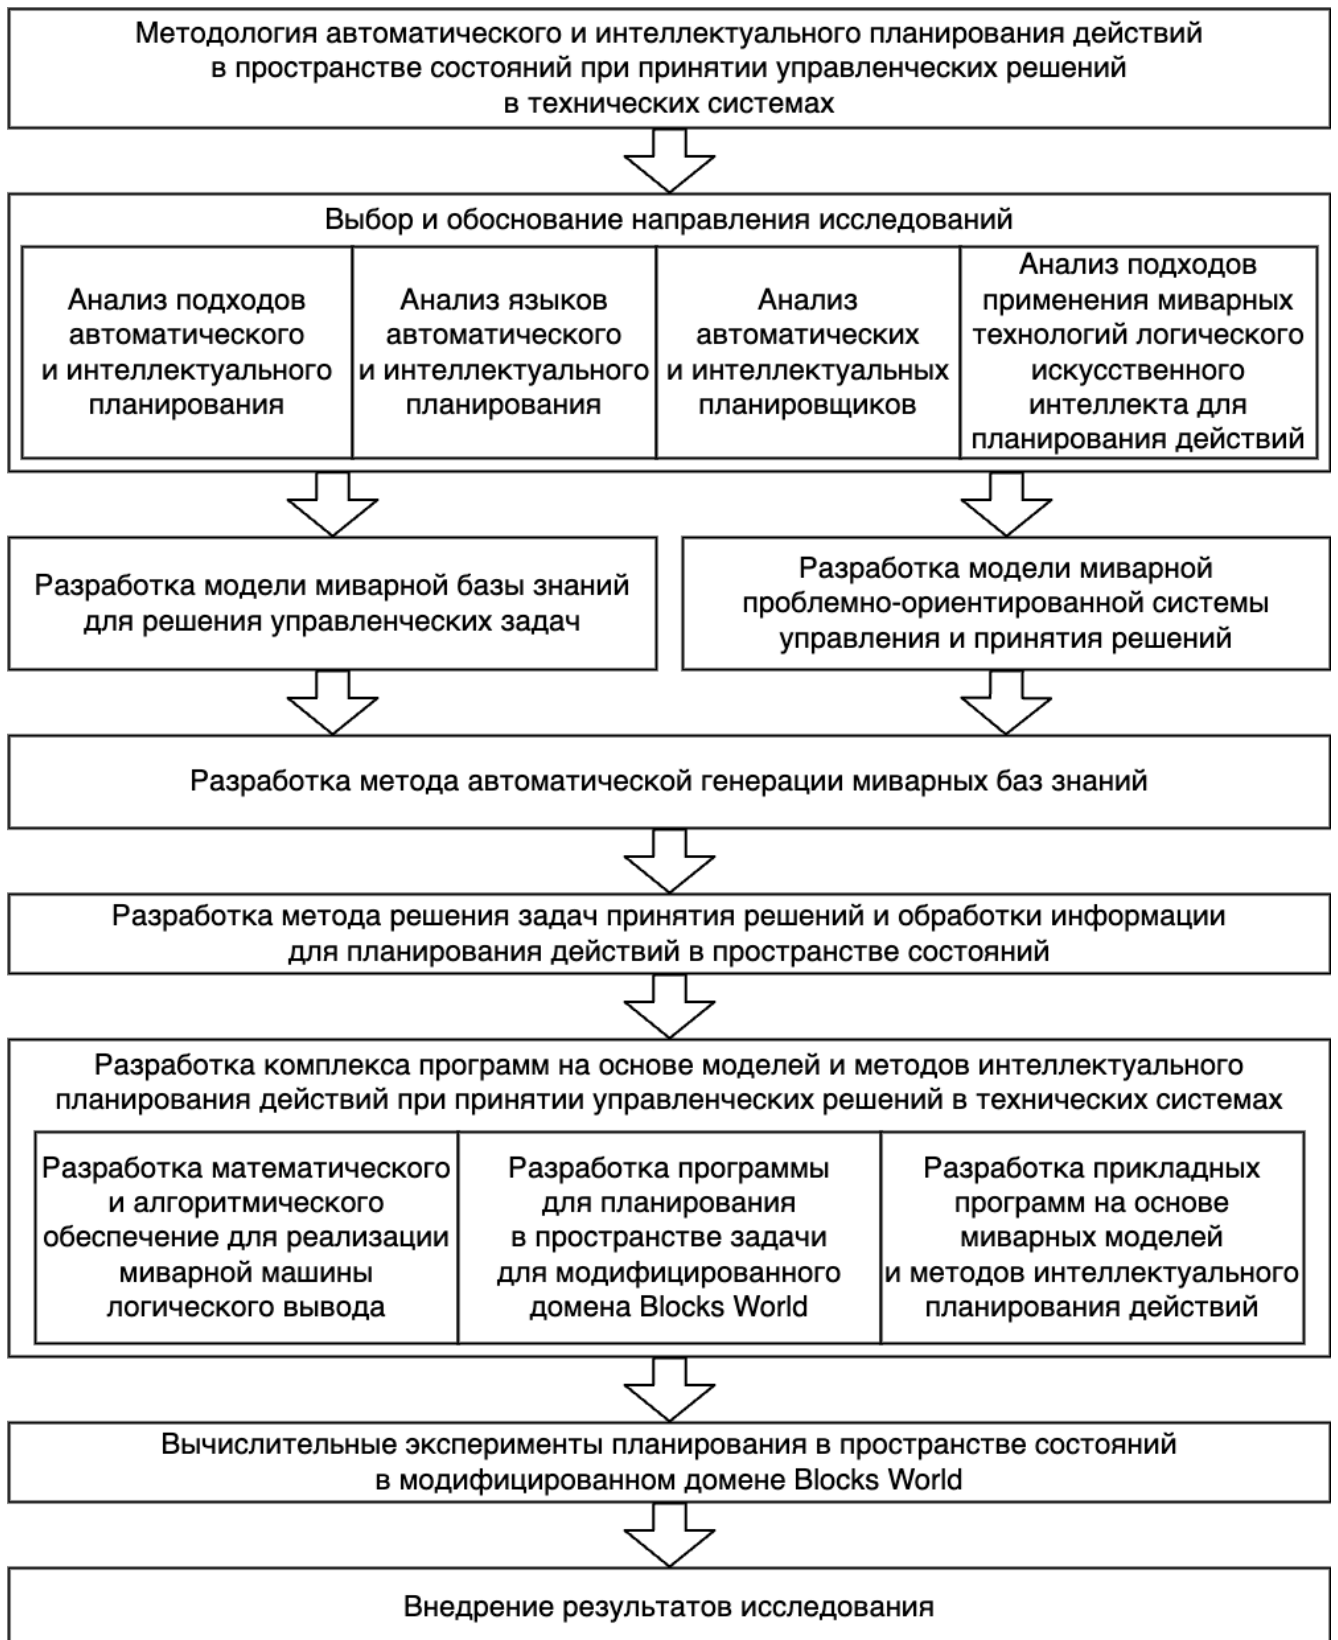 Методология автоматического и интеллектуального планирования действий
в пространстве состояний при принятии управленческих решений
в технических системах
Выбор и обоснование направления исследований
Анализ подходов
автоматического
и интеллектуального
планирования
Анализ языков
автоматического
и интеллектуального
планирования
Анализ
автоматических
и интеллектуальных
планировщиков
Анализ подходов
применения миварных
технологий логического
искусственного
интеллекта для
планирования действий
Разработка модели миварной базы знаний
для решения управленческих задач
Разработка модели миварной
проблемно-ориентированной системы
управления и принятия решений
Разработка метода автоматической генерации миварных баз знаний
Разработка метода решения задач принятия решений и обработки информации
для планирования действий в пространстве состояний
Разработка комплекса программ на основе моделей и методов интеллектуального
планирования действий при принятии управленческих решений в технических системах
Разработка математического
и алгоритмического
обеспечение для реализации
миварной машины
логического вывода
Разработка программы
для планирования
в пространстве задачи
для модифицированного
домена Blocks World
Разработка прикладных
программ на основе
миварных моделей
и методов интеллектуального
планирования действий
Вычислительные эксперименты планирования в пространстве состояний
в модифицированном домене Blocks World
Внедрение результатов исследования